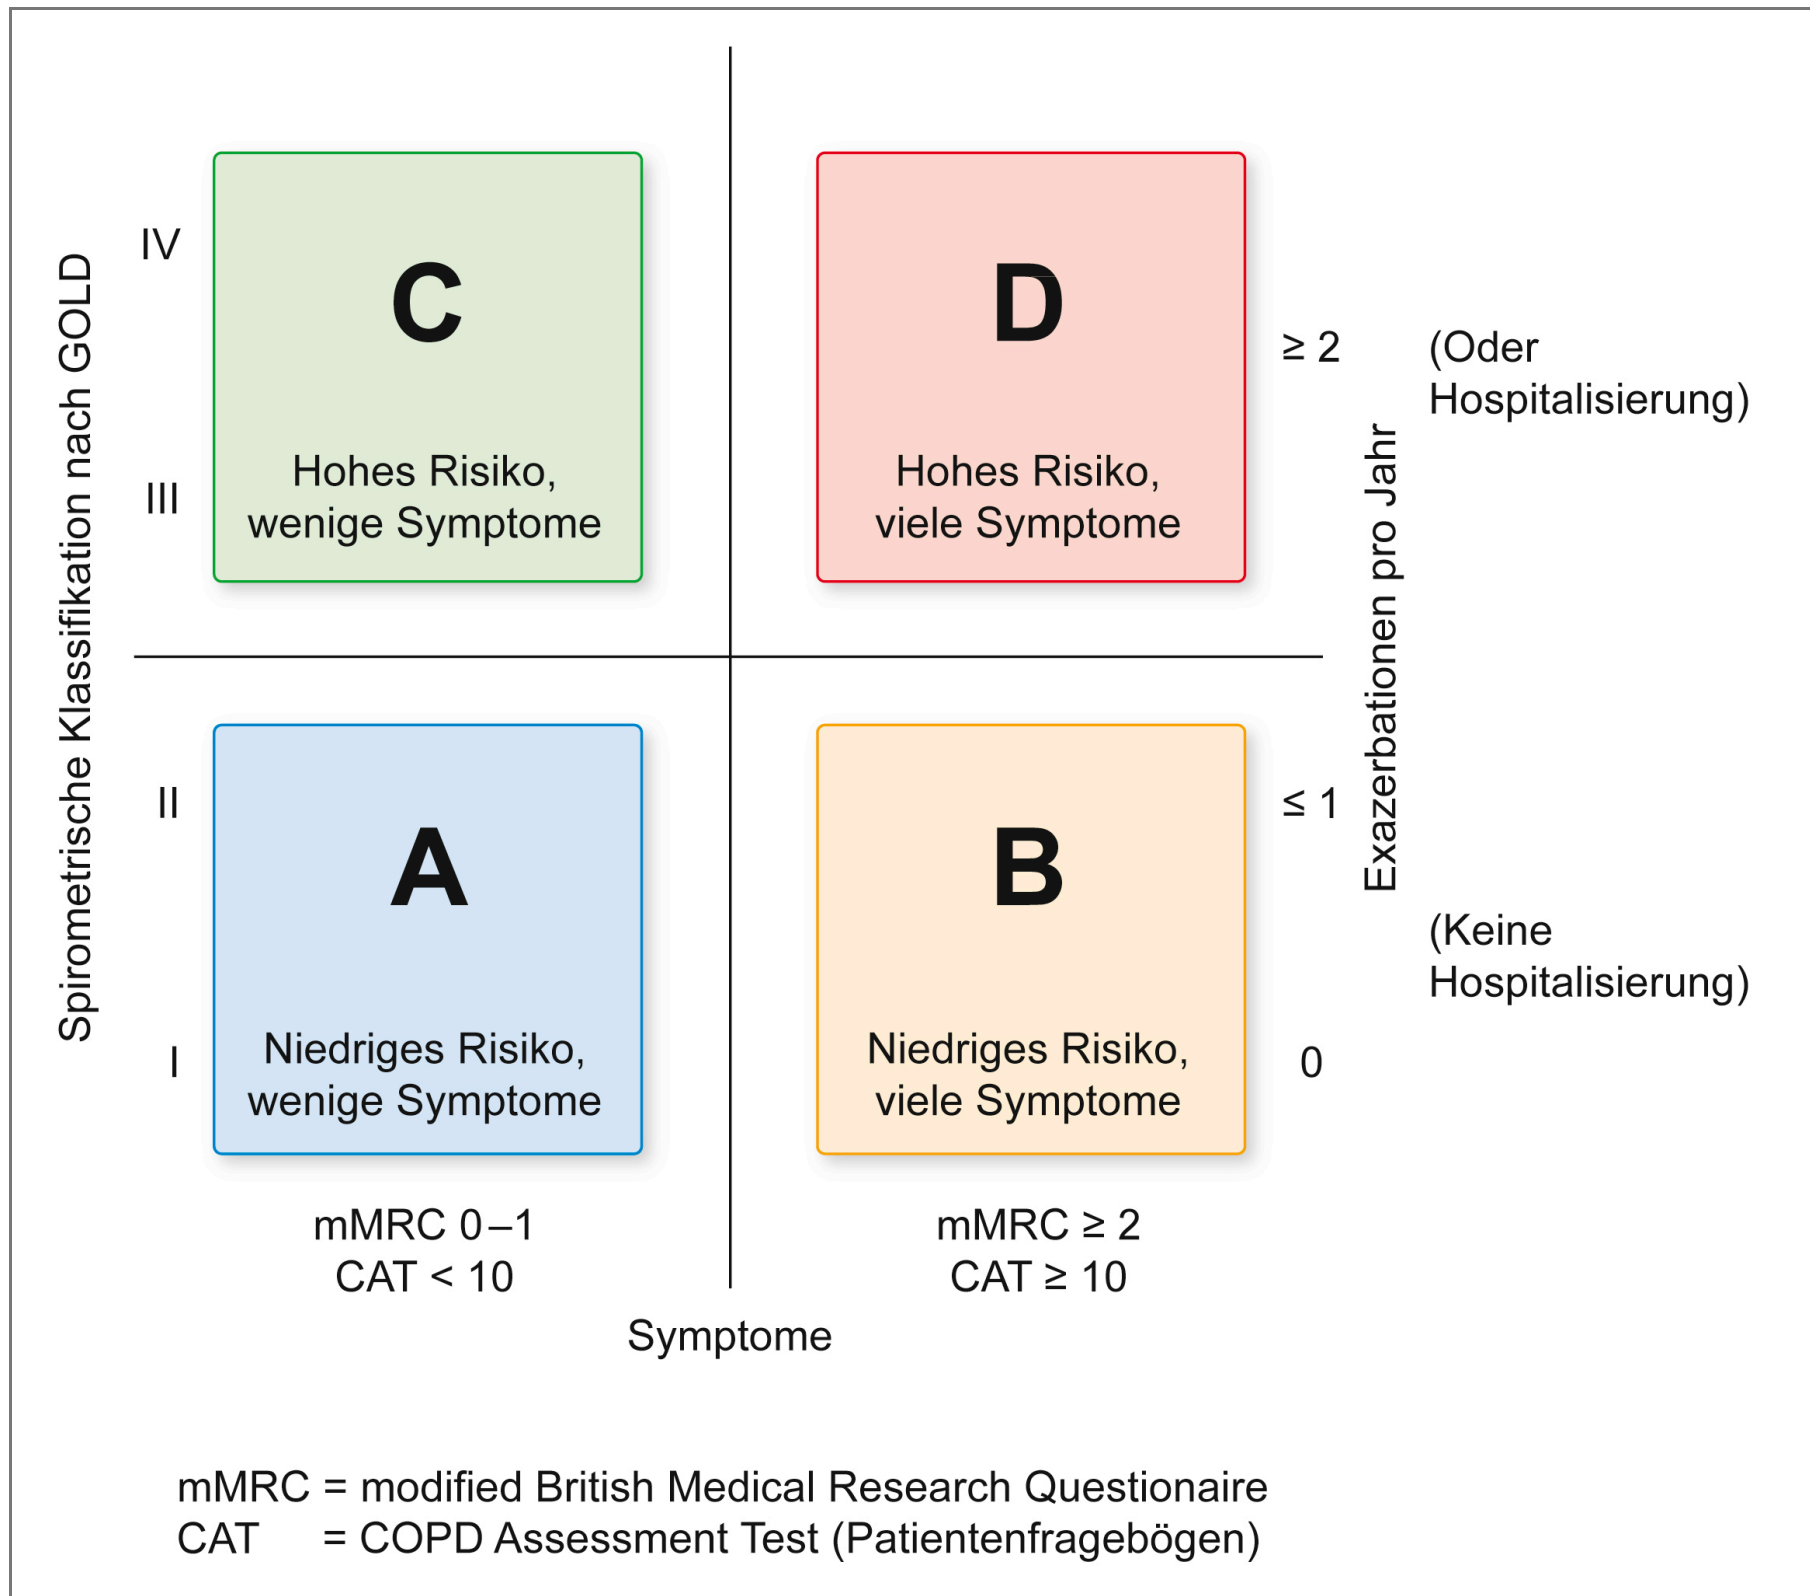 Spirometrische Klassifikation nach GOLD
IV
III
II
I
C
Hohes Risiko,
wenige Symptome
D
Hohes Risiko,
viele Symptome
A
Niedriges Risiko,
wenige Symptome
B
Niedriges Risiko,
viele Symptome
≥ 2
≤ 1
0
Exazerbationen pro Jahr
(Oder
Hospitalisierung)
(Keine
Hospitalisierung)
mMRC 0–1
CAT < 10
mMRC ≥ 2
CAT ≥ 10
Symptome
mMRC = modified British Medical Research Questionaire
CAT = COPD Assessment Test (Patientenfragebögen)